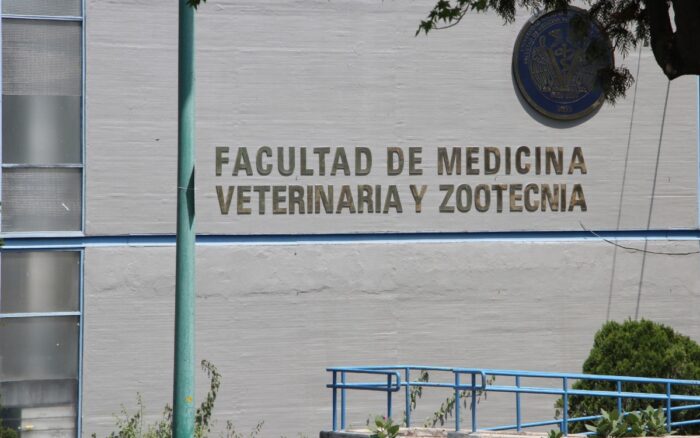 FACULTAD DE MEDICINA
VETERINARIA Y ZOOTECNIA